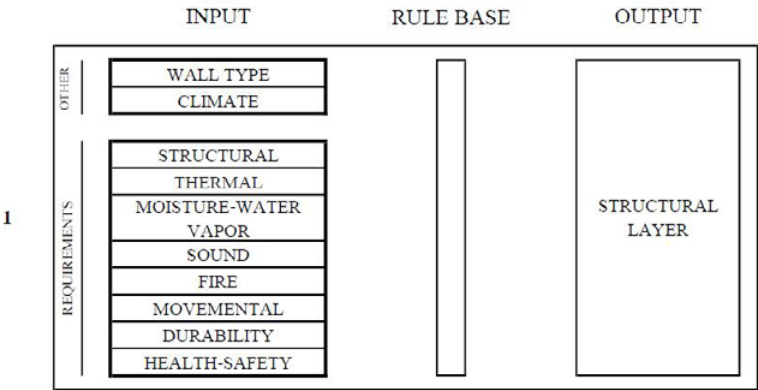 INPUT RULE BASE OUTPUT
OTHER
WALL TYPE
CLIMATE
1
REQUIREMENTS
STRUCTURAL
THERMAL
MOISTURE-WATER
VAPOR
SOUND
FIRE
MOVEMENTAL
DURABILITY
HEALTH-SAFETY
STRUCTURAL
LAYER